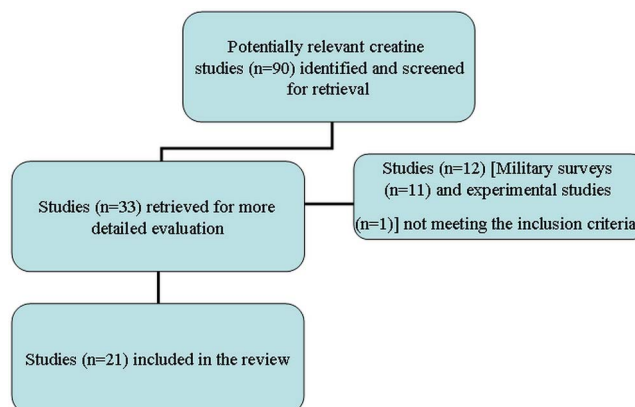 Potentially relevant creatine
studies (n=90) identified and screened
for retrieval
Studies (n=12) [Military surveys
(n=11) and experimental studies
(n=1)] not meeting the inclusion criteria
Studies (n=33) retrieved for more
detailed evaluation
Studies (n=21) included in the review